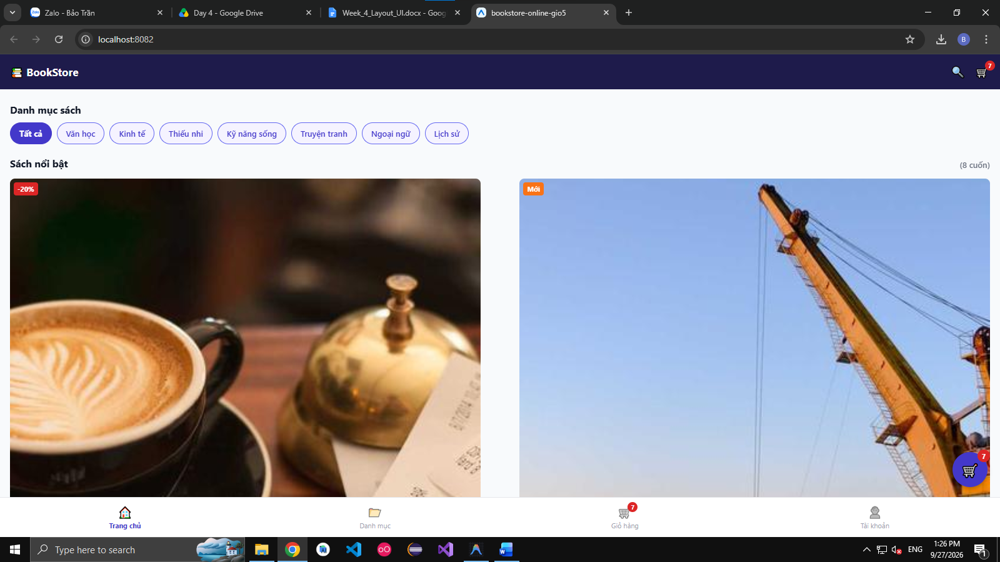 Zalo - Bảo Trần
Day 4 - Google Drive
Week_4_Layout_UI.docx - Goog
bookstore-online-gio5
localhost:8082
B
BookStore
7
Danh mục sách
Tất cả
Văn học
Kinh tế
Thiếu nhi
Kỹ năng sống
Truyện tranh
Ngoại ngữ
Lịch sử
Sách nổi bật
(8 cuốn)
-20%
Mới
7
Trang chủ
Danh mục
7
Giỏ hàng
Tài khoản
Type here to search
ENG
1:26 PM
9/27/2026
1